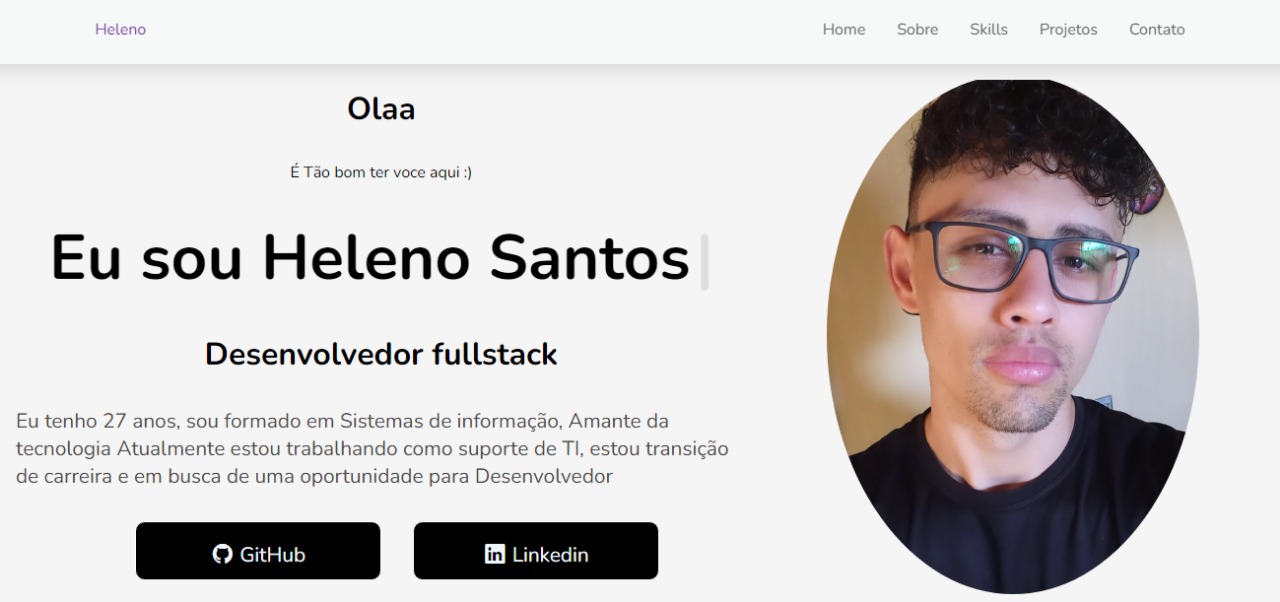 Heleno
Home Sobre Skills Projetos Contato
Olaa
É Tão bom ter voce aqui :)
Eu sou Heleno Santos
Desenvolvedor fullstack
Eu tenho 27 anos, sou formado em Sistemas de informação, Amante da
tecnologia Atualmente estou trabalhando como suporte de TI, estou transição
de carreira e em busca de uma oportunidade para Desenvolvedor
GitHub
Linkedin